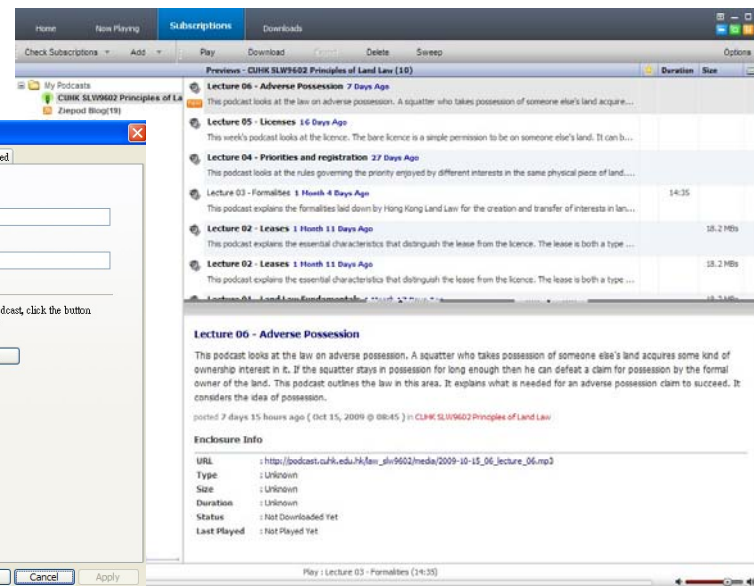 Home Now Playing Subscriptions Downloads
Check Subscriptions Add Play Download Delete Sweep Options
Previews - CUHK SLW9602 Principles of Land Law (10) Duration Size
My Podcasts
CUHK SLW9602 Principles of La
Ziepod Blog(19)
Lecture 06 - Adverse Possession 7 Days Ago
This podcast looks at the law on adverse possession. A squatter who takes possession of someone else's land acquire...
Lecture 05 - Licenses 16 Days Ago
This week's podcast looks at the licence. The bare licence is a simple permission to be on someone else's land. It can b...
Lecture 04 - Priorities and registration 27 Days Ago
This podcast looks at the rules governing the priority enjoyed by different interests in the same physical piece of land....
Lecture 03 - Formalities 1 Month 4 Days Ago 14:35
This podcast explains the formalities laid down by Hong Kong Land Law for the creation and transfer of interests in lan...
Lecture 02 - Leases 1 Month 11 Days Ago 18.2 MBs
This podcast explains the essential characteristics that distinguish the lease from the licence. The lease is both a type ...
Lecture 02 - Leases 1 Month 11 Days Ago 18.2 MBs
This podcast explains the essential characteristics that distinguish the lease from the licence. The lease is both a type ...
Lecture 01 - Land Law Fundamentals
ed
dcast, click the button
Cancel Apply
Lecture 06 - Adverse Possession
This podcast looks at the law on adverse possession. A squatter who takes possession of someone else's land acquires some kind of
ownership interest in it. If the squatter stays in possession for long enough then he can defeat a claim for possession by the formal
owner of the land. This podcast outlines the law in this area. It explains what is needed for an adverse possession claim to succeed. It
considers the idea of possession.
posted 7 days 15 hours ago ( Oct 15, 2009 @ 08:45 ) in CUHK SLW9602 Principles of Land Law
Enclosure Info
URL : http://podcast.cuhk.edu.hk/law_slw9602/media/2009-10-15_06_lecture_06.mp3
Type : Unknown
Size : Unknown
Duration : Unknown
Status : Not Downloaded Yet
Last Played : Not Played Yet
Play : Lecture 03 - Formalities (14:35)